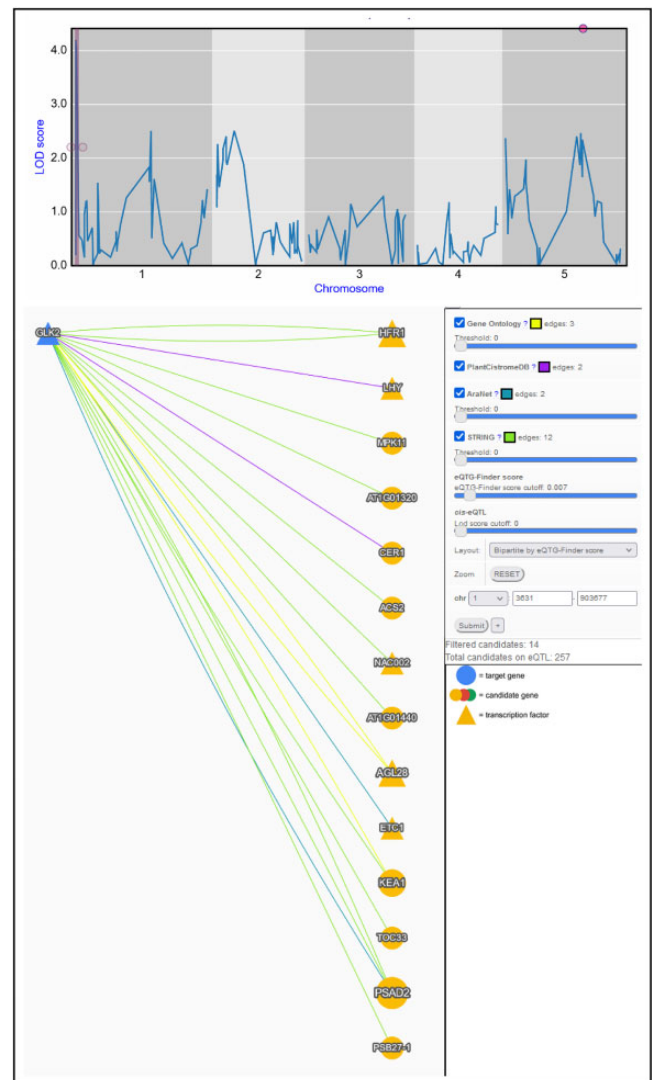 4.0
3.0
2.0
1.0
0.0
LOD score
1 2 3 4 5
Chromosome
GLK2
HFR1
LHY
MPK11
AT1G01320
CER1
ACS2
NAC002
AT1G01440
AGL28
ETC1
KEA1
TOC33
PSAD2
PSB27-1
Gene Ontology ? edges: 3
Threshold: 0
PlantCistromeDB ? edges: 2
AraNet ? edges: 2
Threshold: 0
STRING ? edges: 12
Threshold: 0
eQTG-Finder score
eQTG-Finder score cutoff: 0.007
cis-eQTL
Lod score cutoff: 0
Layout: Bipartite by eQTG-Finder score
Zoom RESET
chr 1 3631 - 903677
Submit +
Filtered candidates: 14
Total candidates on eQTL: 257
= target gene
= candidate gene
= transcription factor